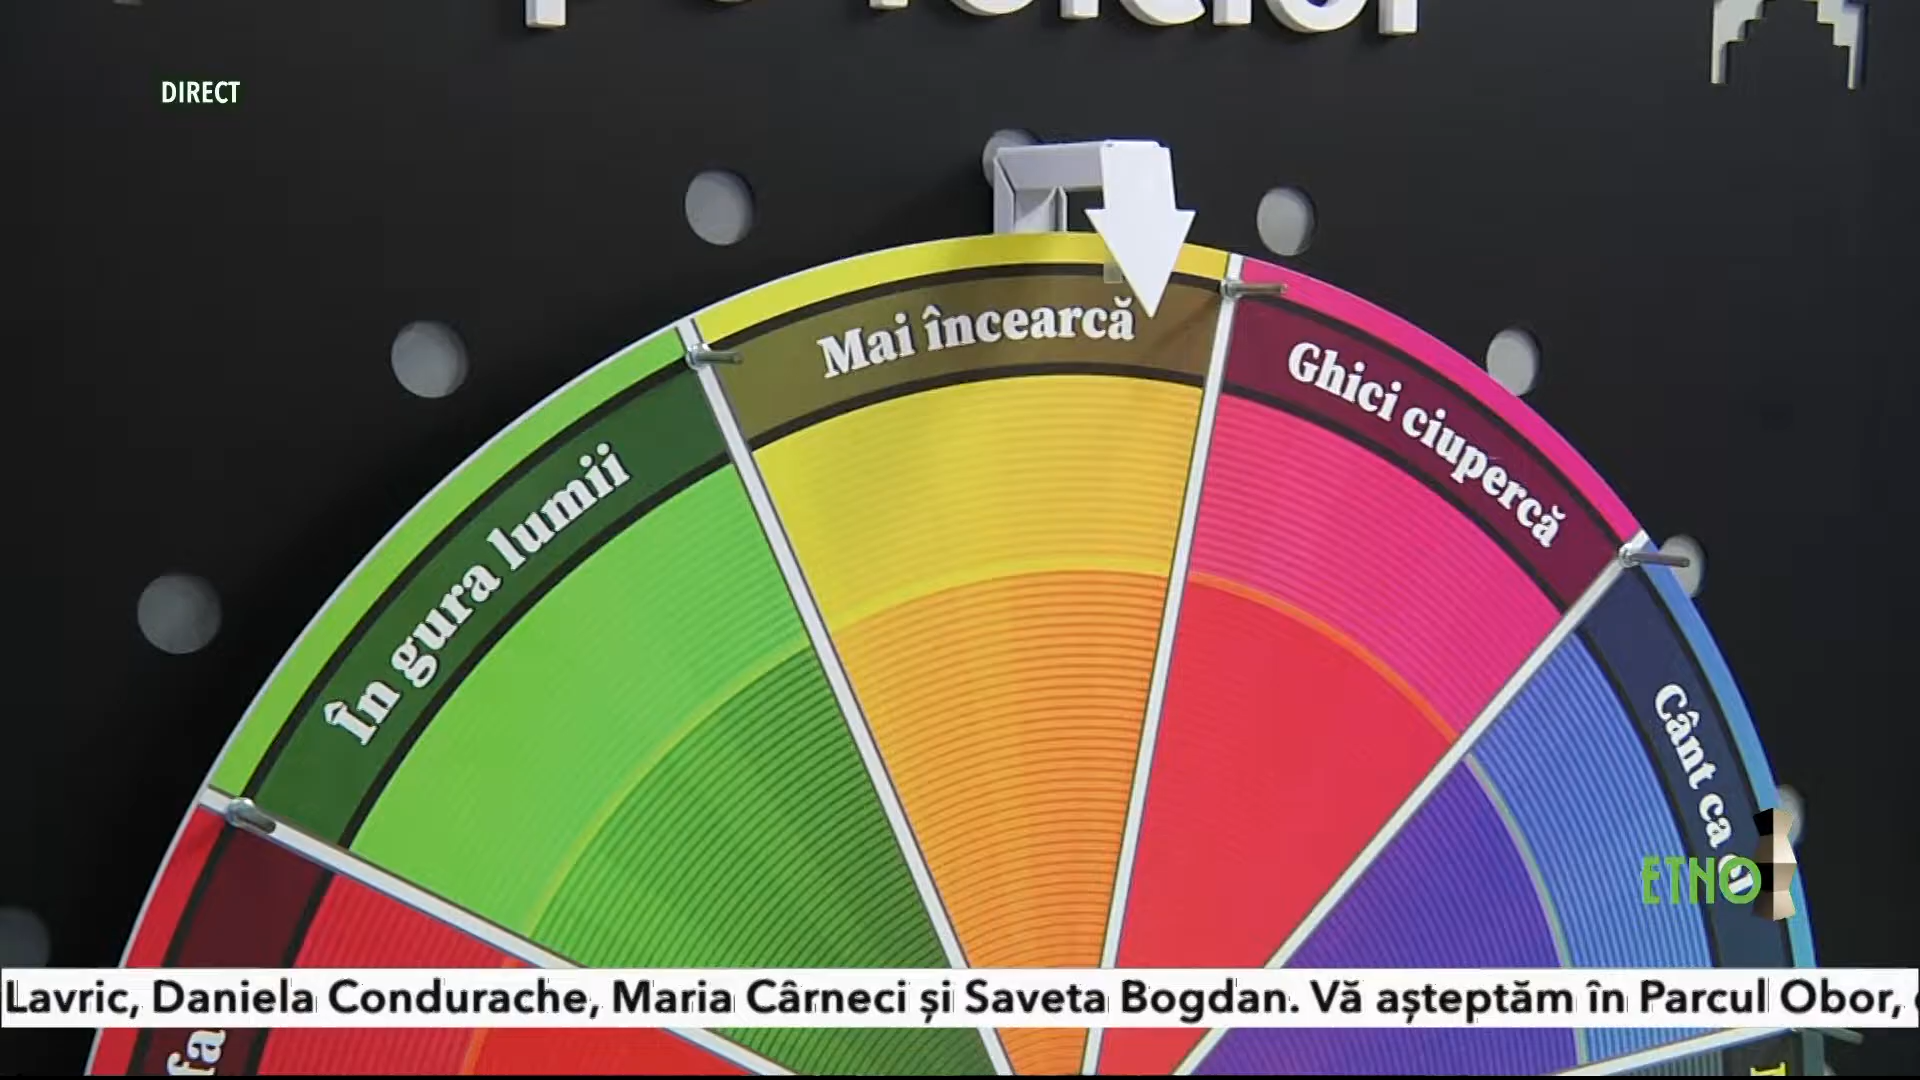 DIRECT
Mai încearcă
Ghici ciupercă
În gura lumii
Cânt ca
ETNO
Lavric, Daniela Condurache, Maria Cârneci și Saveta Bogdan. Vă așteptăm în Parcul Obor,
fa